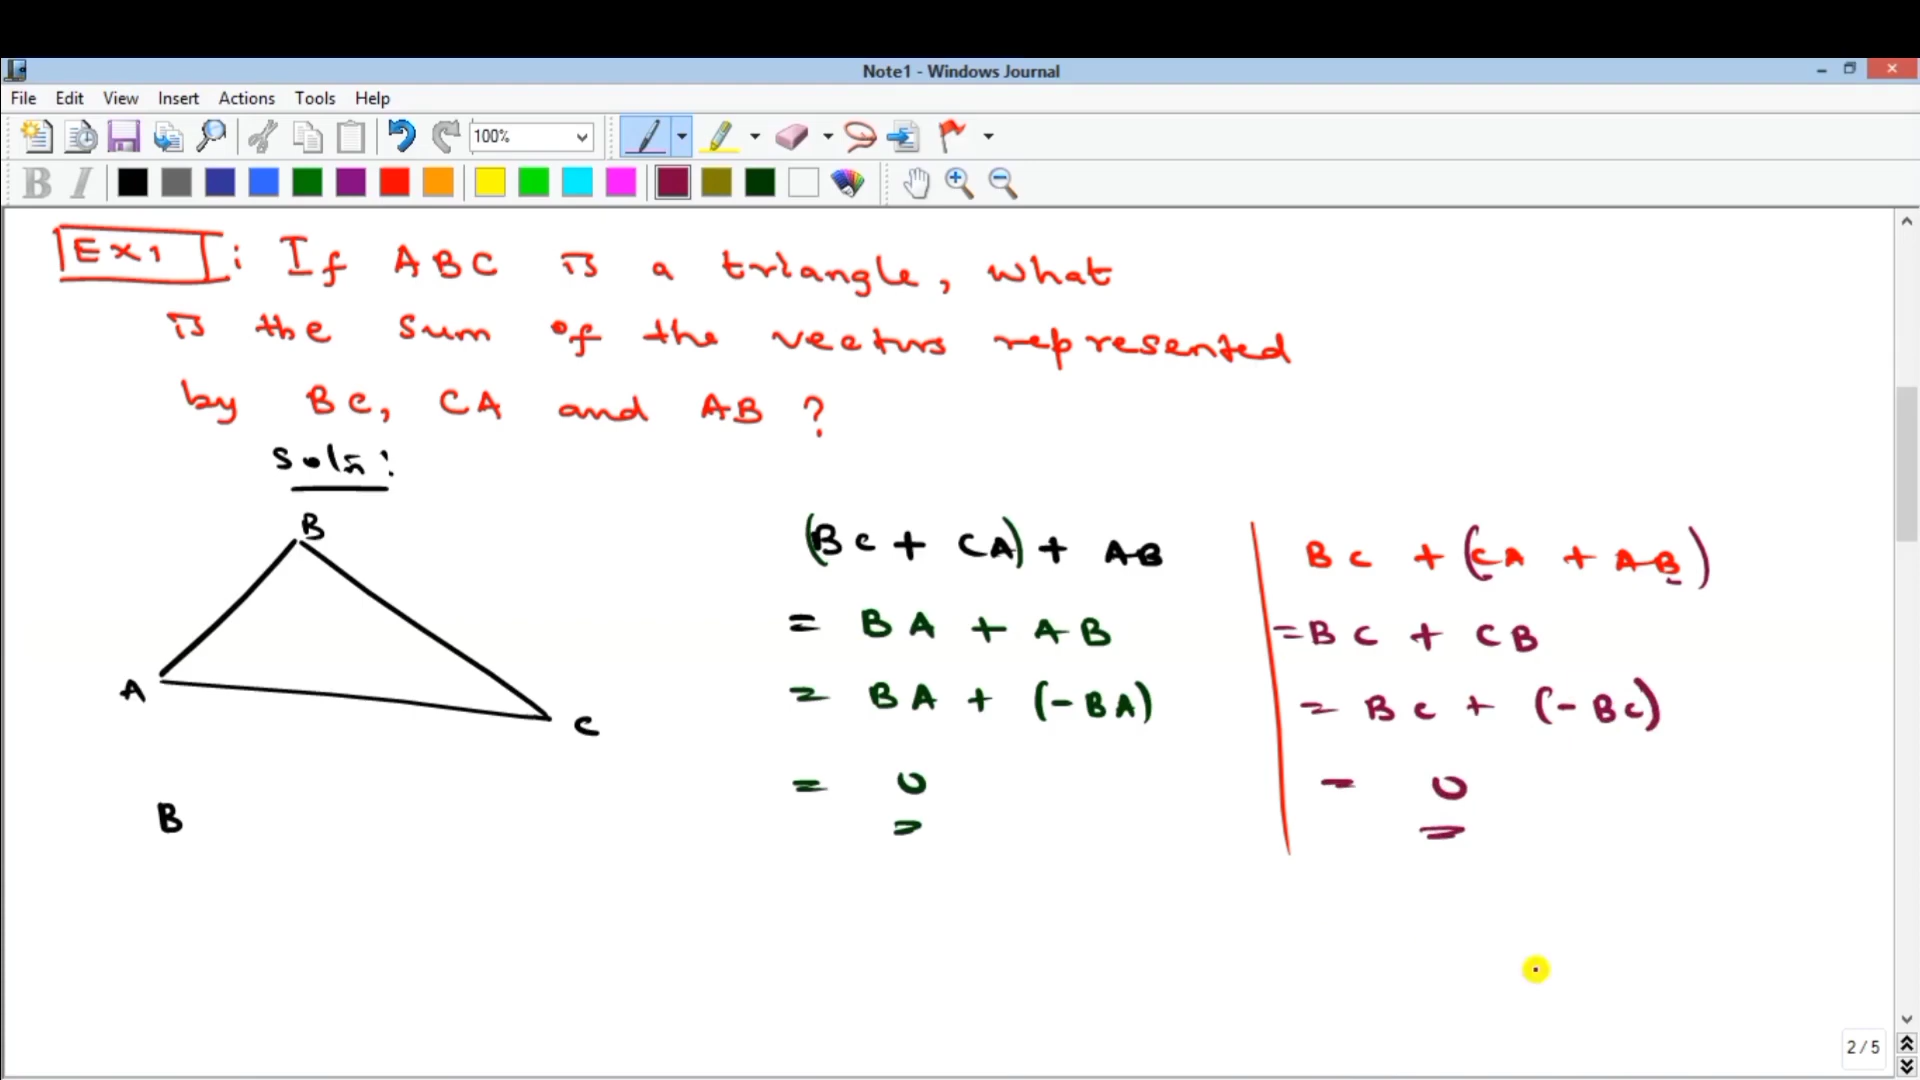 Note1 - Windows Journal
File Edit View Insert Actions Tools Help
100%
B I
Ex1 : If ABC is a triangle, what
is the sum of the vectors represented
by BC, CA and AB ?
Soln :
B
A
C
B
(BC + CA) + AB
= BA + AB
= BA + (-BA)
= 0
BC + (CA + AB)
= BC + CB
= BC + (-BC)
= 0
2 / 5